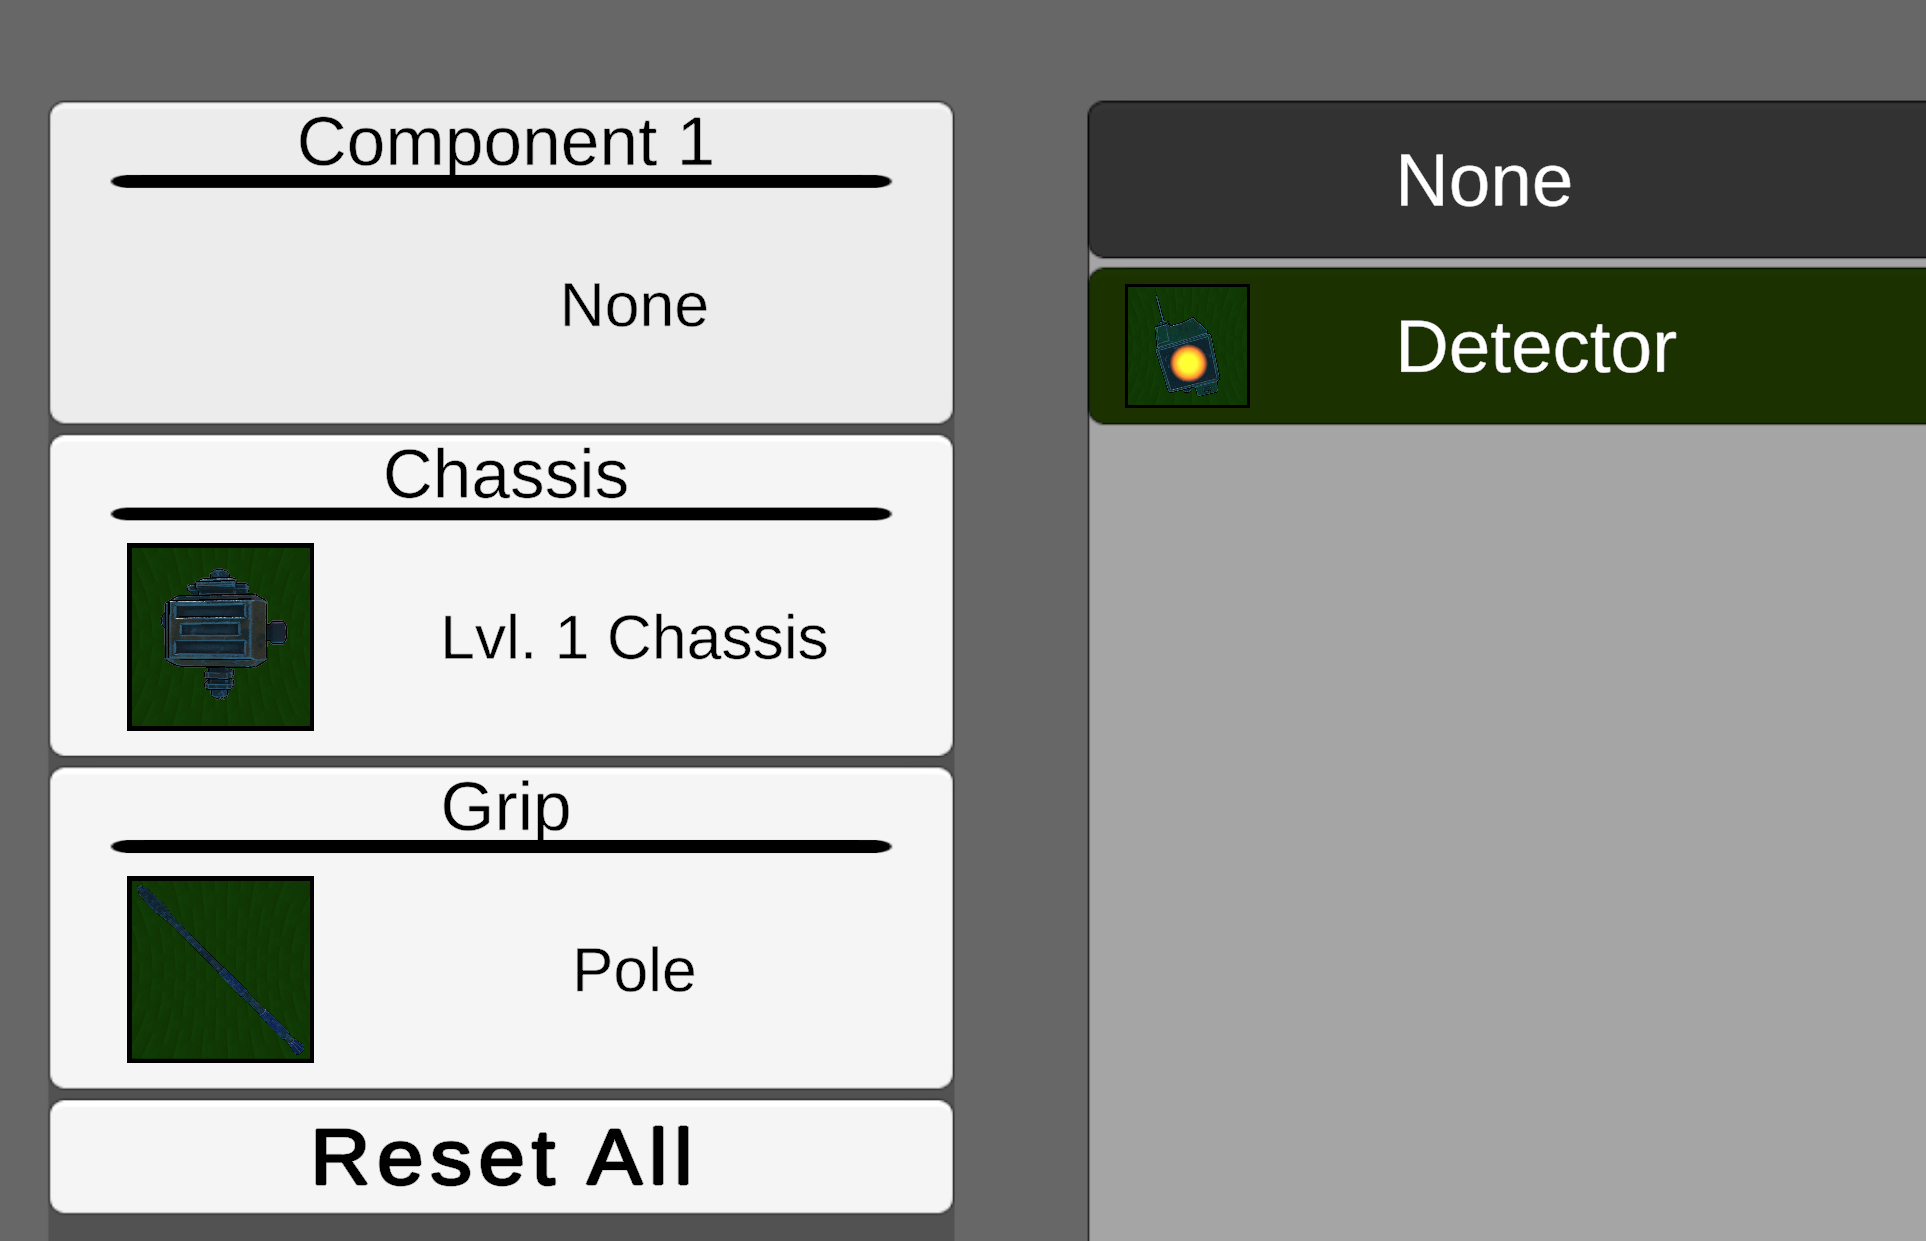 Component 1
None
Chassis
Lvl. 1 Chassis
Grip
Pole
Reset All
None
Detector